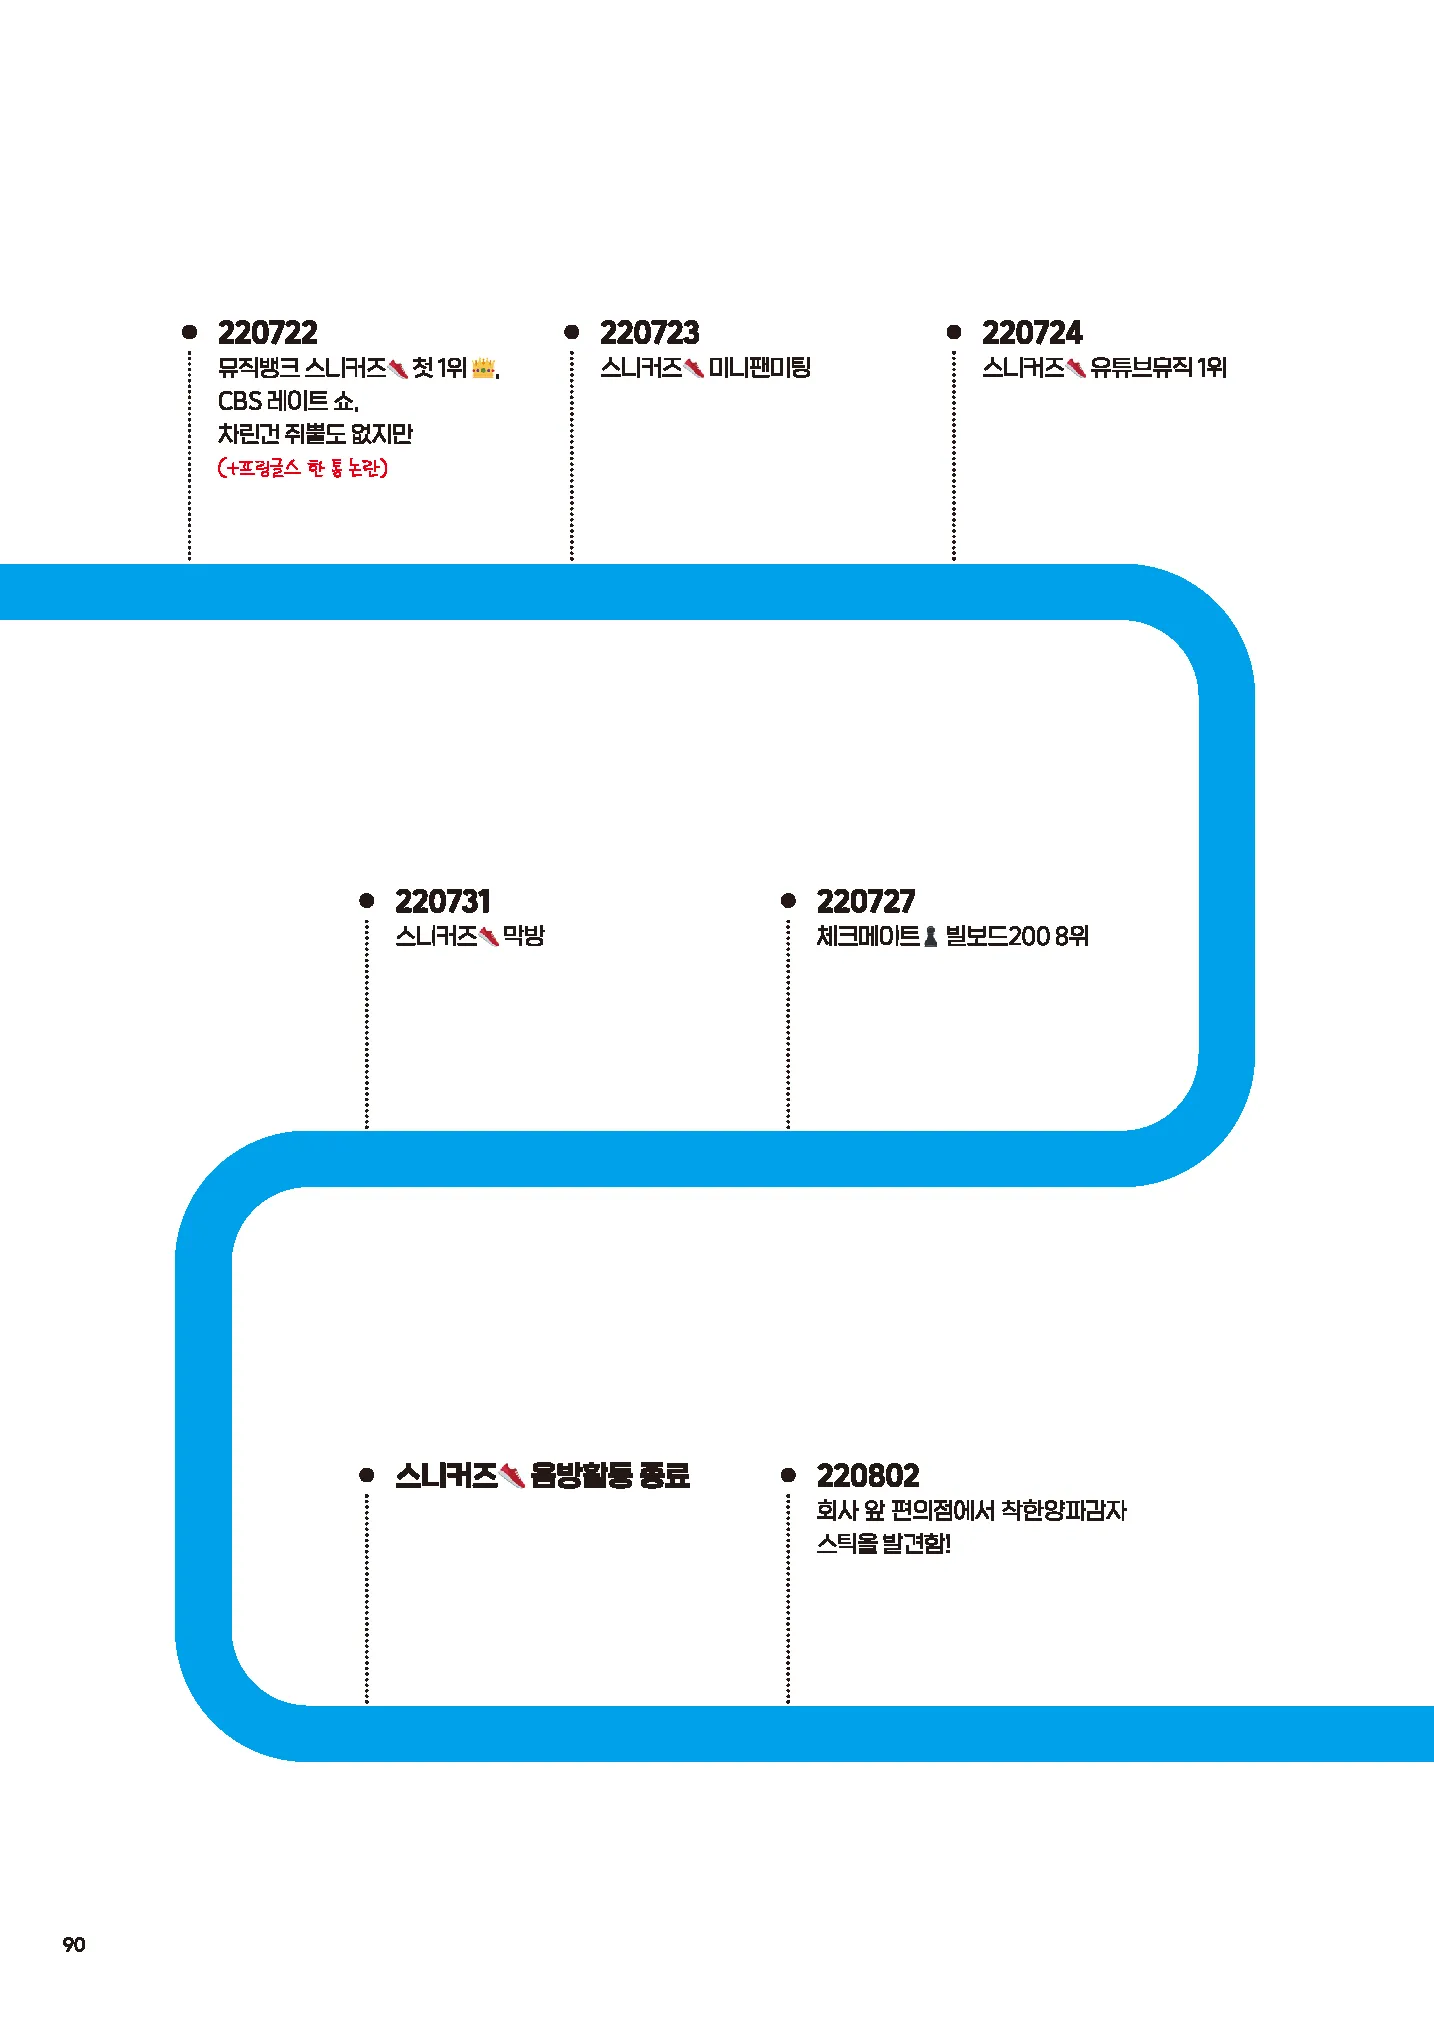 220722
뮤직뱅크 스니커즈👟 첫 1위 👑,
CBS 레이트 쇼,
차린건 쥐뿔도 없지만
(+프링글스 한 통 논란)
220723
스니커즈👟 미니팬미팅
220724
스니커즈👟 유튜브뮤직 1위
220727
체크메이트♟ 빌보드200 8위
220731
스니커즈👟 막방
스니커즈👟 음방활동 종료
220802
회사 앞 편의점에서 착한양파감자
스틱을 발견함!
90